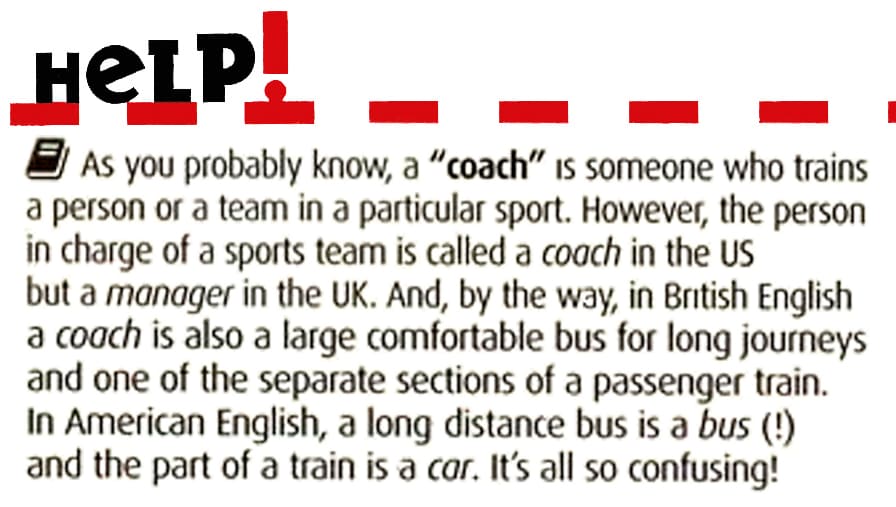 HeLP!
As you probably know, a “coach” is someone who trains
a person or a team in a particular sport. However, the person
in charge of a sports team is called a coach in the US
but a manager in the UK. And, by the way, in British English
a coach is also a large comfortable bus for long journeys
and one of the separate sections of a passenger train.
In American English, a long distance bus is a bus (!)
and the part of a train is a car. It’s all so confusing!